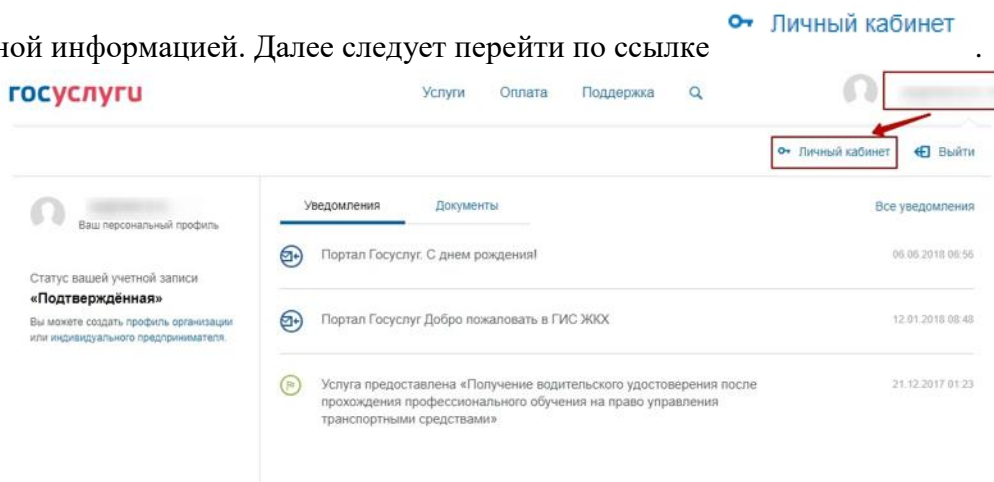 Личный кабинет
ной информацией. Далее следует перейти по ссылке .
госуслуги
Услуги Оплата Поддержка
Личный кабинет Выйти
Ваш персональный профиль
Статус вашей учетной записи
«Подтверждённая»
Вы можете создать профиль организации
или индивидуального предпринимателя.
Уведомления Документы Все уведомления
Портал Госуслуг. С днем рождения! 06.06.2018 06:56
Портал Госуслуг Добро пожаловать в ГИС ЖКХ 12.01.2018 08:48
Услуга предоставлена «Получение водительского удостоверения после 21.12.2017 01:23
прохождения профессионального обучения на право управления
транспортными средствами»